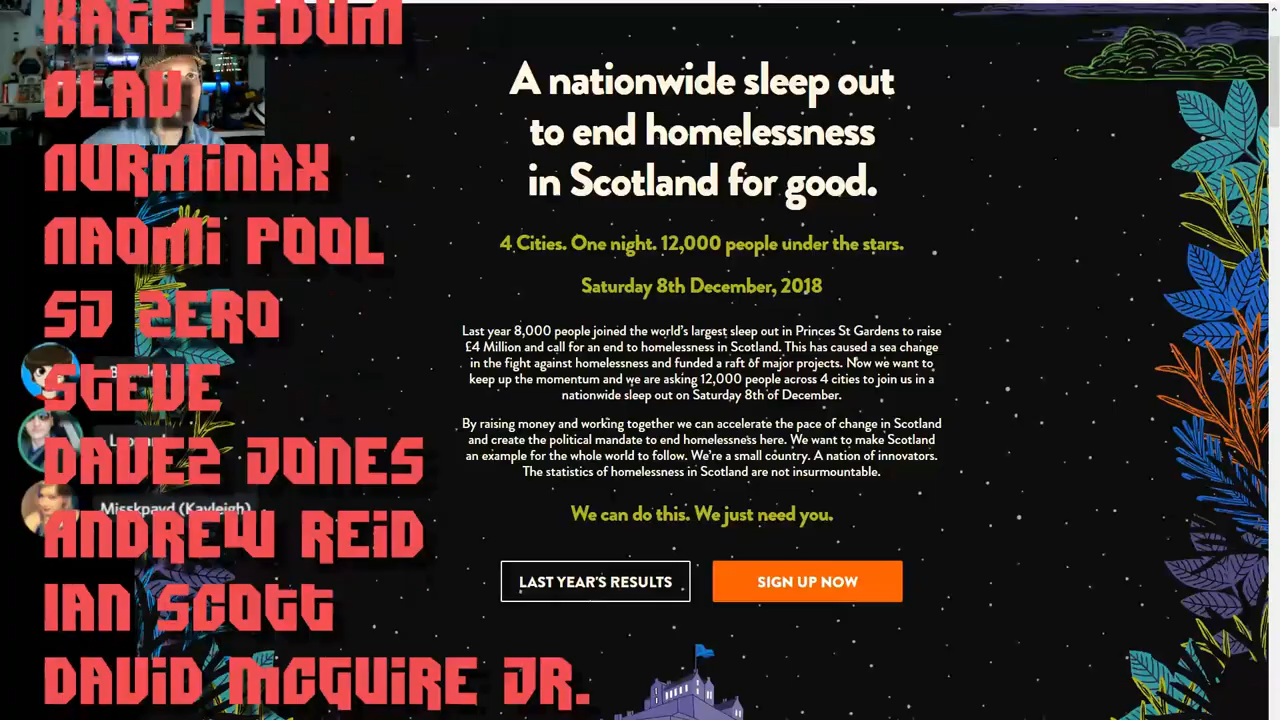 KATE LEDUM
OLAV
NURMINAX
NAOMI POOL
SJ ZERO
STEVE
DAVEZ JONES
Misskpayd (Kayleigh)
ANDREW REID
IAN SCOTT
DAVID MCGUIRE JR.
A nationwide sleep out
to end homelessness
in Scotland for good.
4 Cities. One night. 12,000 people under the stars.
Saturday 8th December, 2018
Last year 8,000 people joined the world's largest sleep out in Princes St Gardens to raise
£4 Million and call for an end to homelessness in Scotland. This has caused a sea change
in the fight against homelessness and funded a raft of major projects. Now we want to
keep up the momentum and we are asking 12,000 people across 4 cities to join us in a
nationwide sleep out on Saturday 8th of December.
By raising money and working together we can accelerate the pace of change in Scotland
and create the political mandate to end homelessness here. We want to make Scotland
an example for the whole world to follow. We're a small country. A nation of innovators.
The statistics of homelessness in Scotland are not insurmountable.
We can do this. We just need you.
LAST YEAR'S RESULTS
SIGN UP NOW